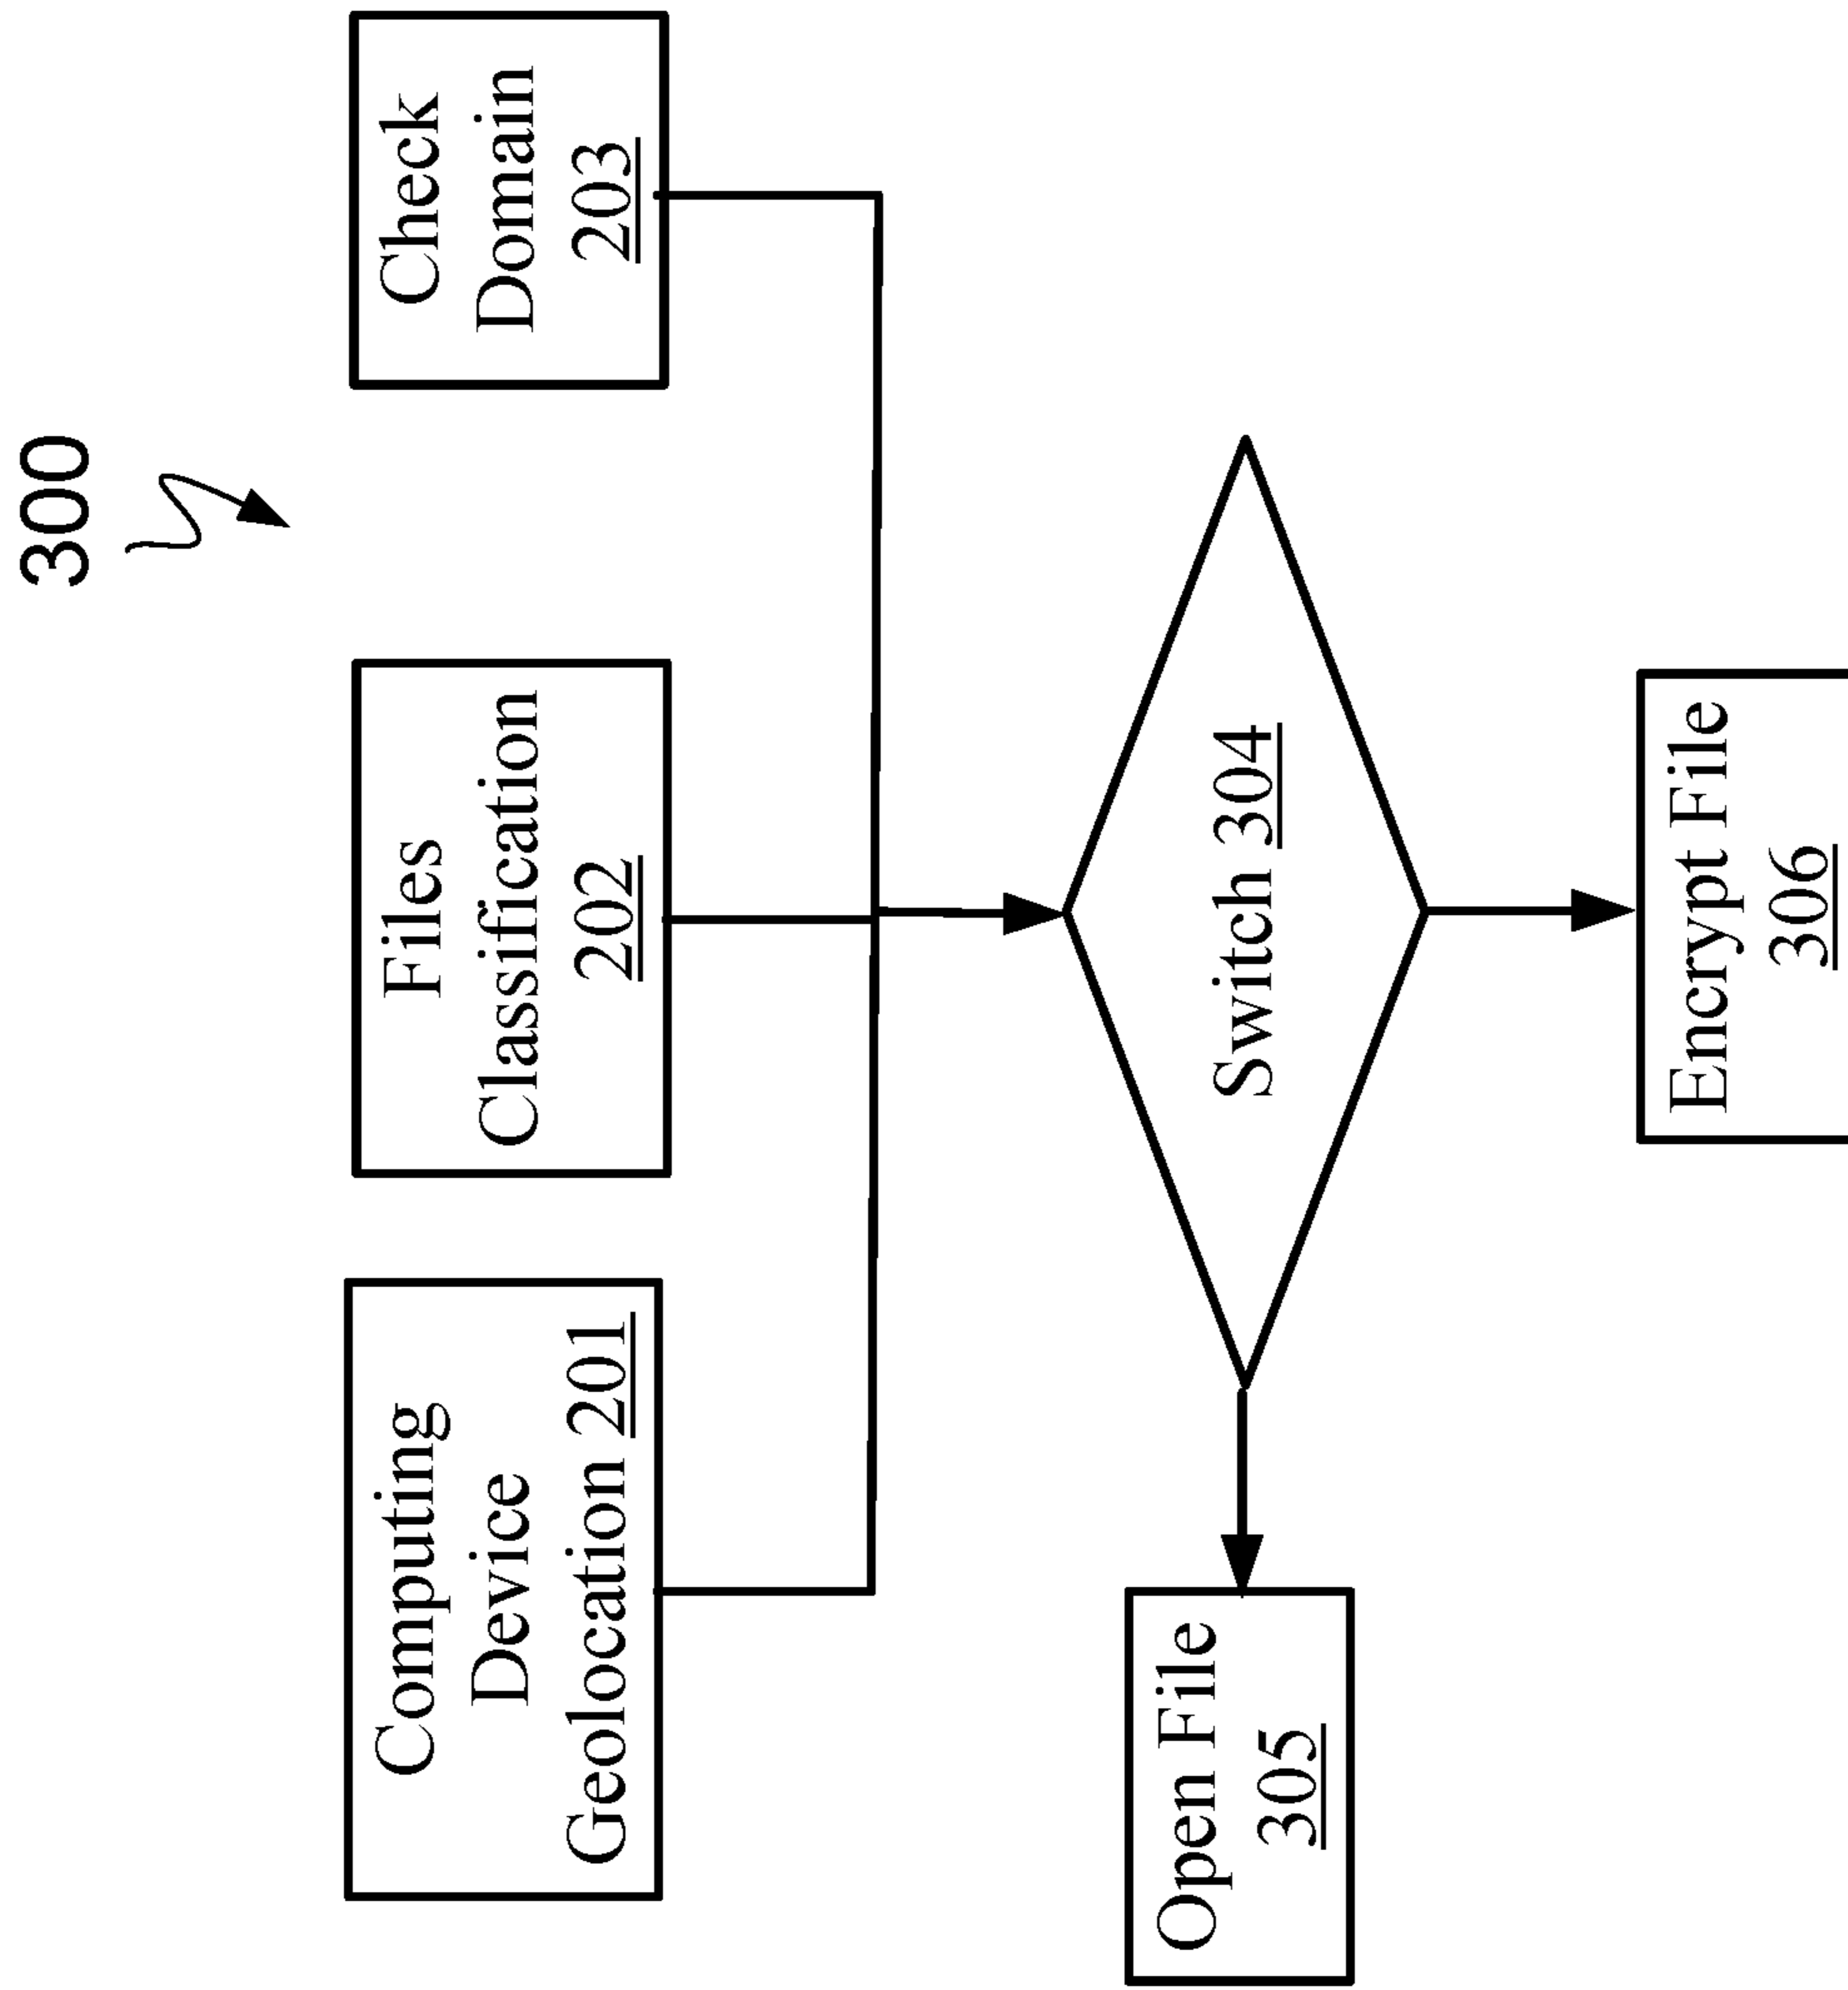 300
Computing
Device
Geolocation 201
Files
Classification
202
Check
Domain
203
Switch 304
Open File
305
Encrypt File
306